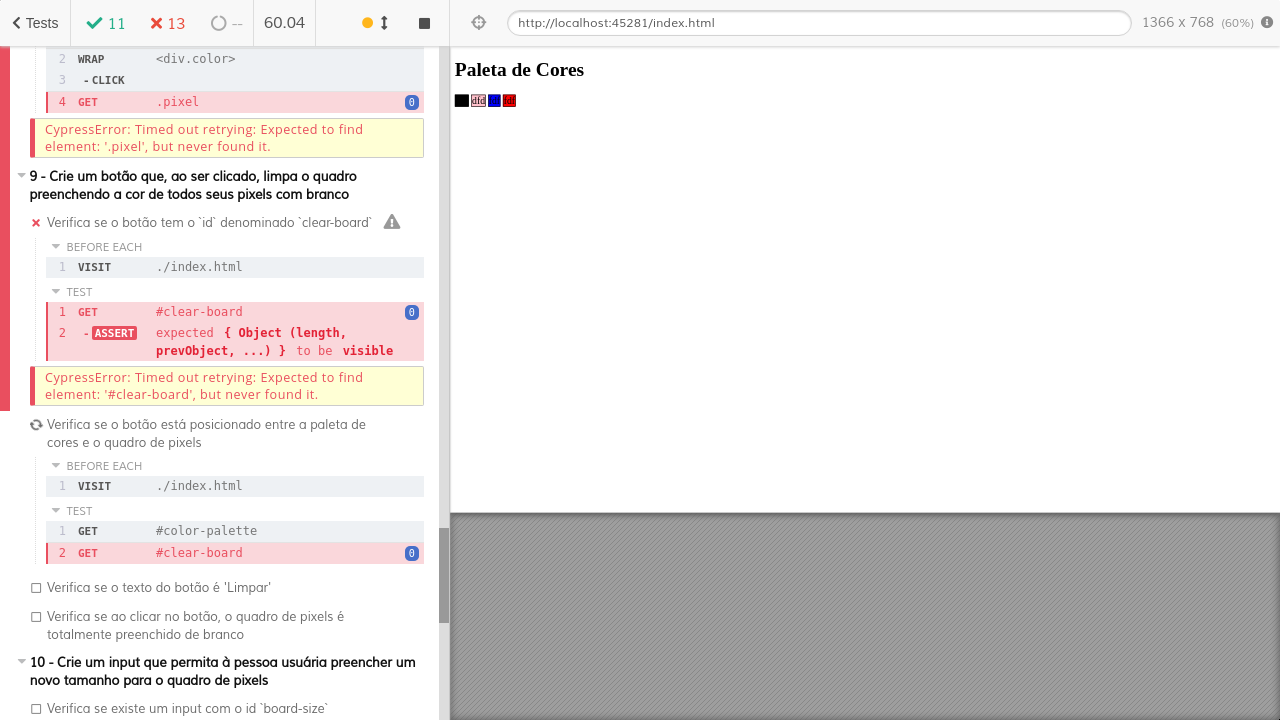 Tests
11
13
--
60.04
http://localhost:45281/index.html
1366 x 768 (60%)
2 WRAP <div.color>
3 - CLICK
4 GET .pixel 0
CypressError: Timed out retrying: Expected to find
element: '.pixel', but never found it.
9 - Crie um botão que, ao ser clicado, limpa o quadro
preenchendo a cor de todos seus pixels com branco
Verifica se o botão tem o `id` denominado `clear-board`
BEFORE EACH
1 VISIT ./index.html
TEST
1 GET #clear-board 0
2 - ASSERT expected { Object (length,
prevObject, ...) } to be visible
CypressError: Timed out retrying: Expected to find
element: '#clear-board', but never found it.
Verifica se o botão está posicionado entre a paleta de
cores e o quadro de pixels
BEFORE EACH
1 VISIT ./index.html
TEST
1 GET #color-palette
2 GET #clear-board 0
Verifica se o texto do botão é 'Limpar'
Verifica se ao clicar no botão, o quadro de pixels é
totalmente preenchido de branco
10 - Crie um input que permita à pessoa usuária preencher um
novo tamanho para o quadro de pixels
Verifica se existe um input com o id `board-size`
Paleta de Cores
dfd